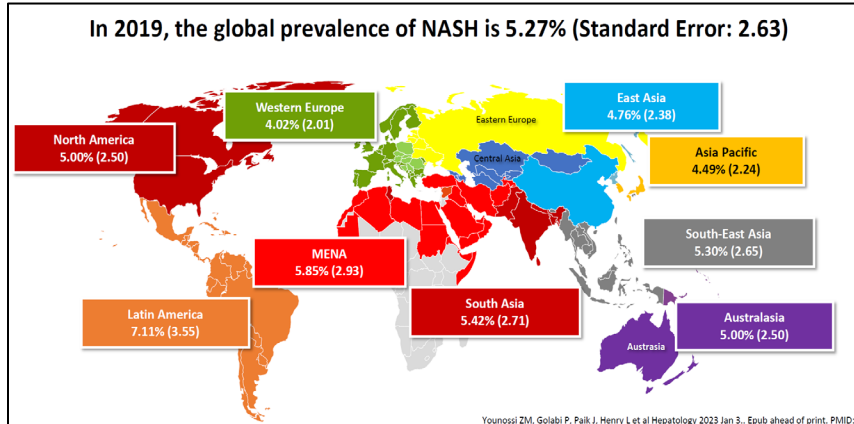 In 2019, the global prevalence of NASH is 5.27% (Standard Error: 2.63)
Western Europe
4.02% (2.01)
East Asia
4.76% (2.38)
Eastern Europe
North America
5.00% (2.50)
Asia Pacific
4.49% (2.24)
Central Asia
South-East Asia
5.30% (2.65)
MENA
5.85% (2.93)
Latin America
7.11% (3.55)
South Asia
5.42% (2.71)
Australasia
5.00% (2.50)
Austrasia
Younossi ZM, Golabi P, Paik J, Henry L et al Hepatology 2023 Jan 3,. Epub ahead of print. PMID: